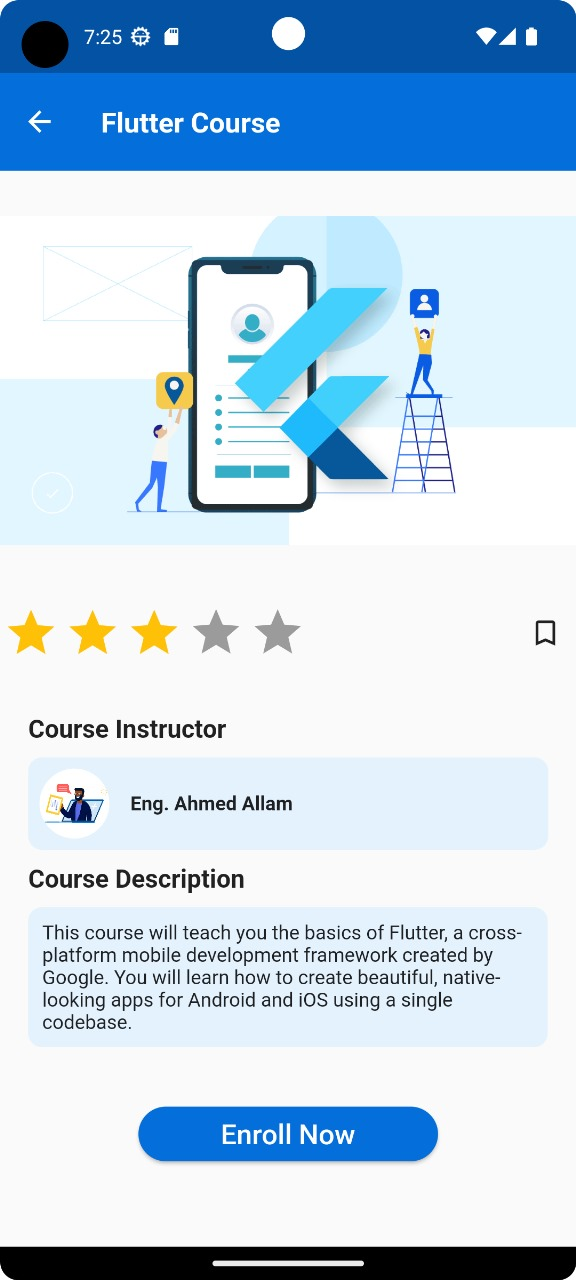 7:25
Flutter Course
Course Instructor
Eng. Ahmed Allam
Course Description
This course will teach you the basics of Flutter, a cross-
platform mobile development framework created by
Google. You will learn how to create beautiful, native-
looking apps for Android and iOS using a single
codebase.
Enroll Now